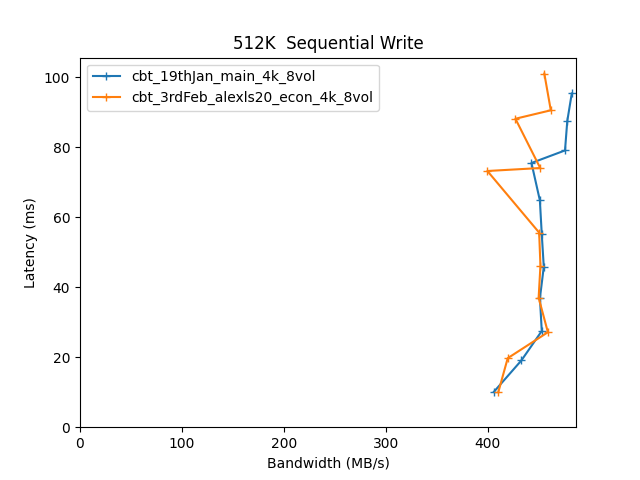 512K  Sequential Write
cbt_19thJan_main_4k_8vol
cbt_3rdFeb_alexls20_econ_4k_8vol
Latency (ms)
100
80
60
40
20
0
0 100 200 300 400
Bandwidth (MB/s)